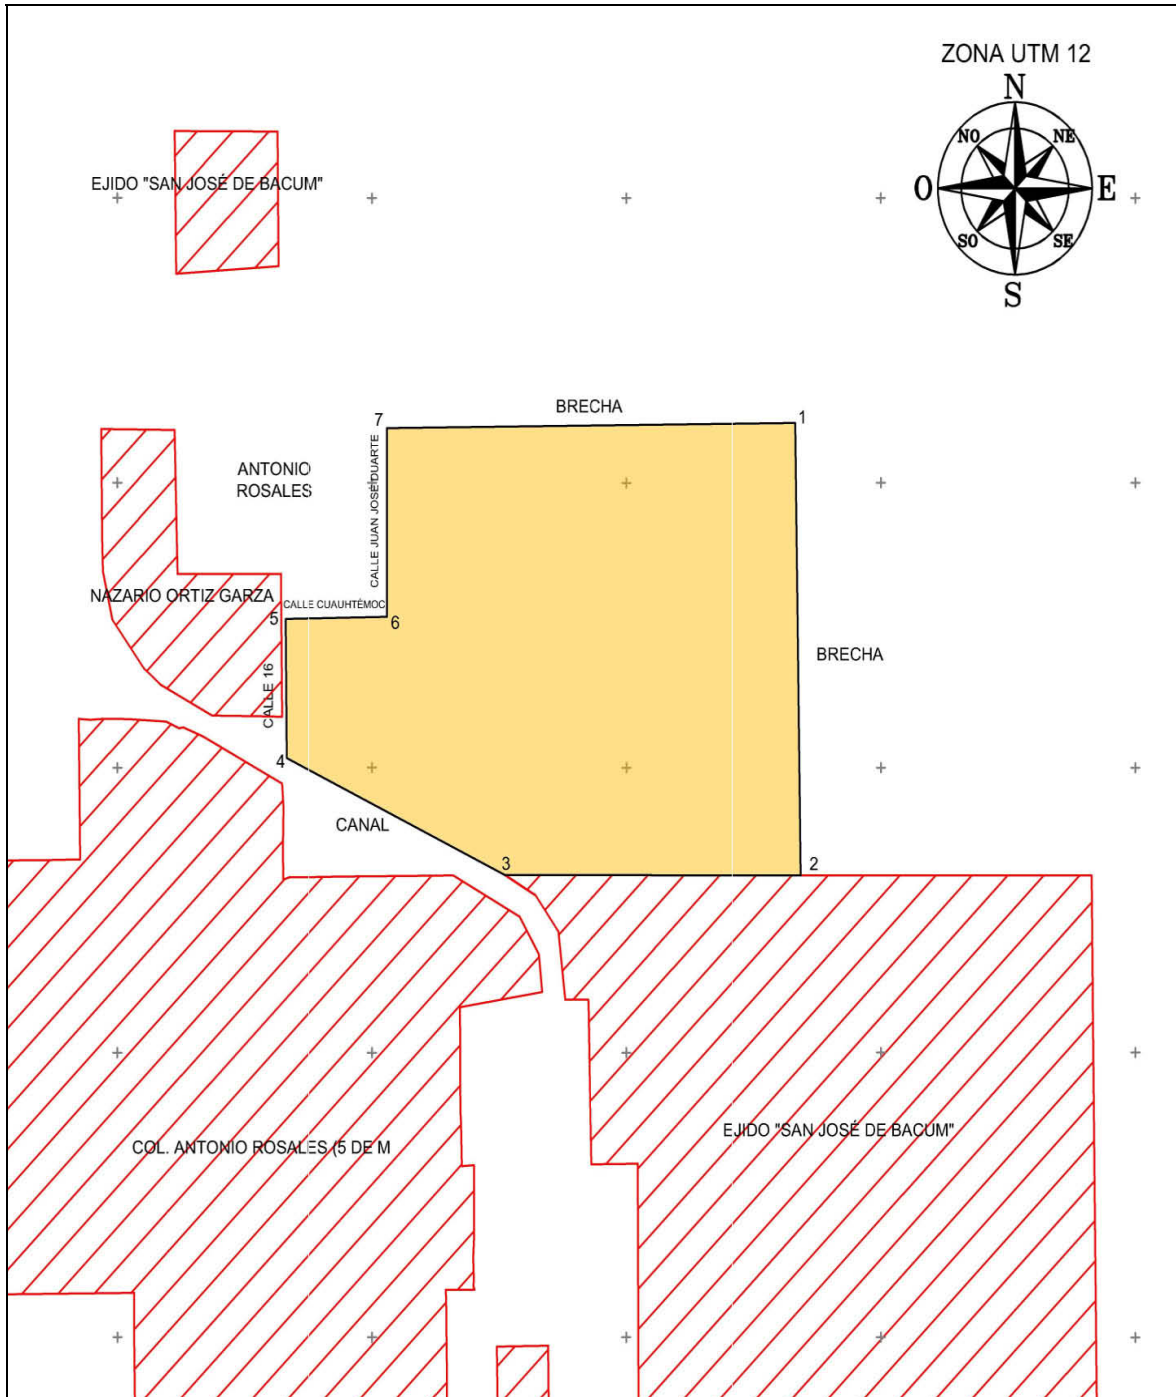 ZONA UTM 12
N
NO
NE
O
E
SO
SE
S
EJIDO "SAN JOSÉ DE BACUM"
BRECHA
7
1
ANTONIO
ROSALES
CALLE JUAN JOSÉ DUARTE
NAZARIO ORTIZ GARZA
CALLE CUAUHTÉMOC
5
6
BRECHA
CALLE 16
4
CANAL
3
2
EJIDO "SAN JOSÉ DE BACUM"
COL. ANTONIO ROSALES (5 DE M